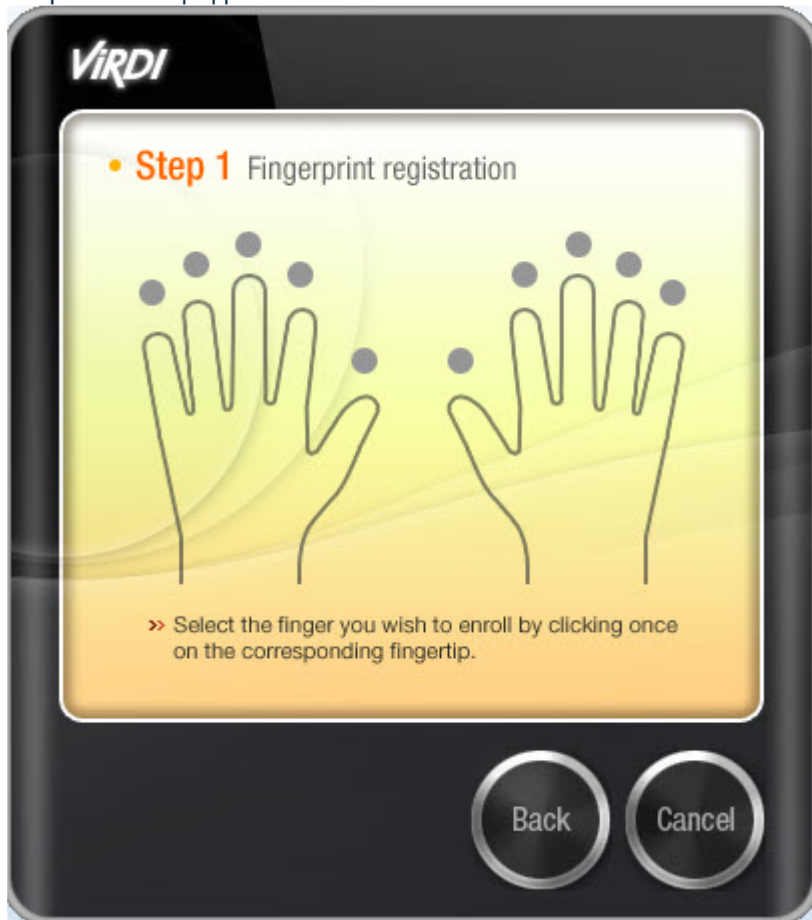 ViRDI
• Step 1 Fingerprint registration
>> Select the finger you wish to enroll by clicking once
on the corresponding fingertip.
Back Cancel